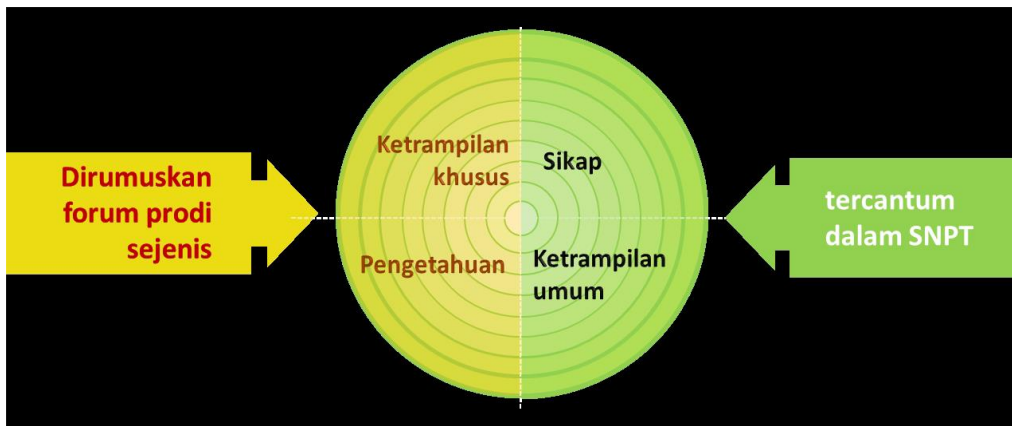 Dirumuskan
forum prodi
sejenis
Ketrampilan
khusus
Sikap
Pengetahuan
Ketrampilan
umum
tercantum
dalam SNPT